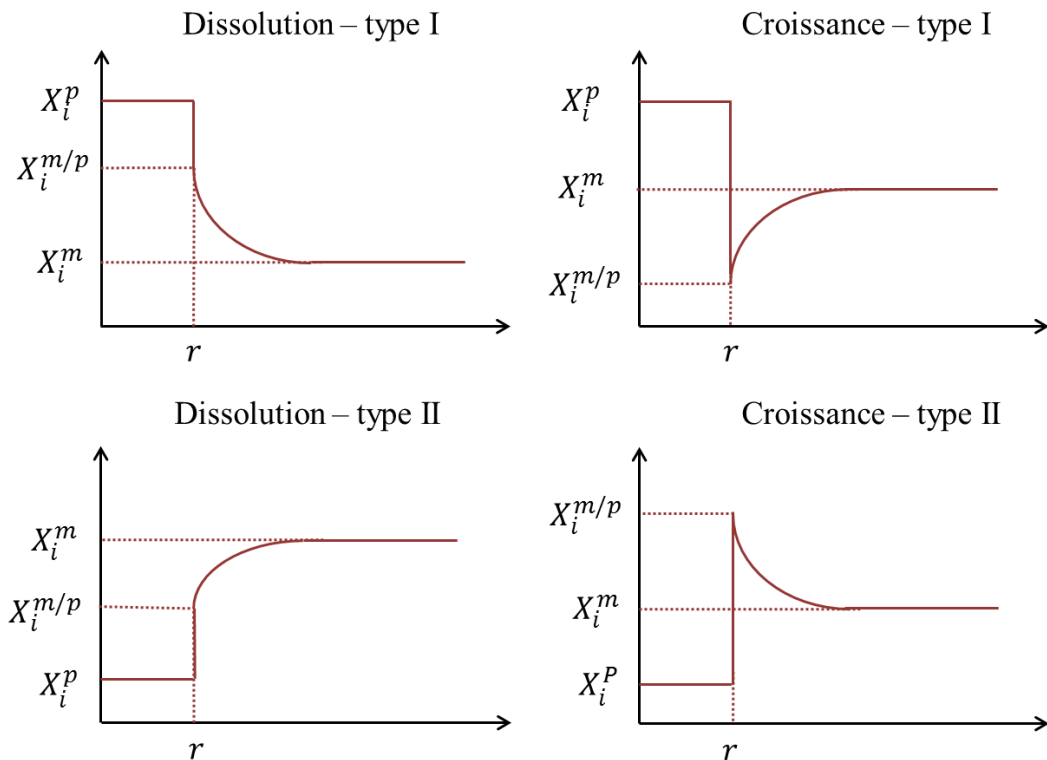 Dissolution – type I
X_i^p
X_i^{m/p}
X_i^m
r
Croissance – type I
X_i^p
X_i^m
X_i^{m/p}
r
Dissolution – type II
X_i^m
X_i^{m/p}
X_i^p
r
Croissance – type II
X_i^{m/p}
X_i^m
X_i^P
r